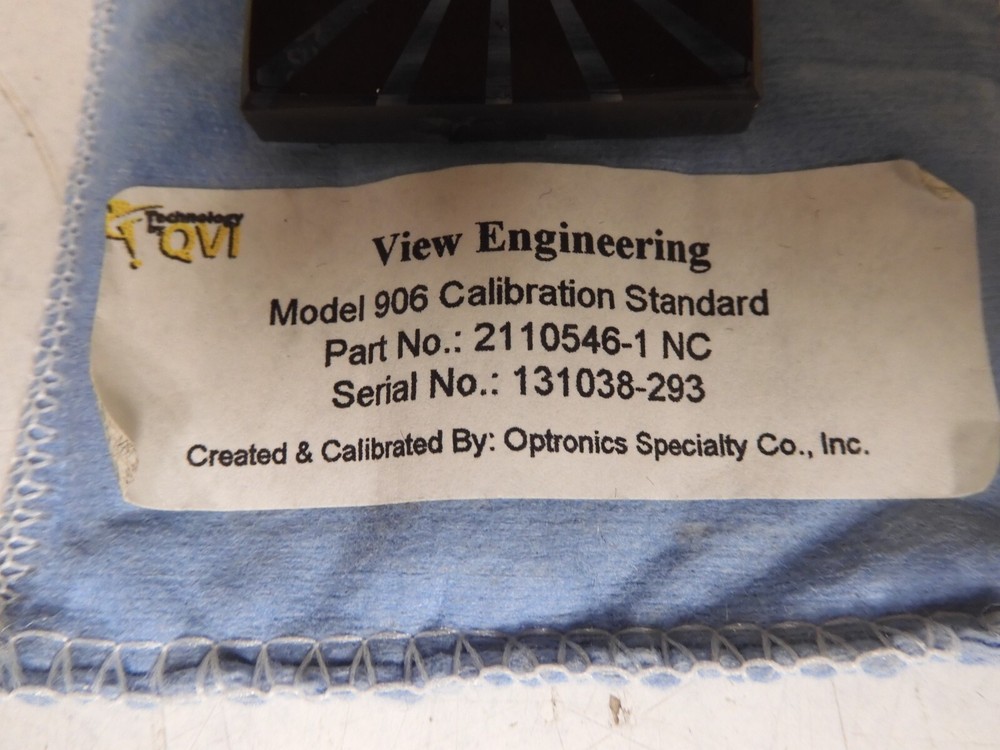 Technology
QVI
View Engineering
Model 906 Calibration Standard
Part No.: 2110546-1 NC
Serial No.: 131038-293
Created & Calibrated By: Optronics Specialty Co., Inc.